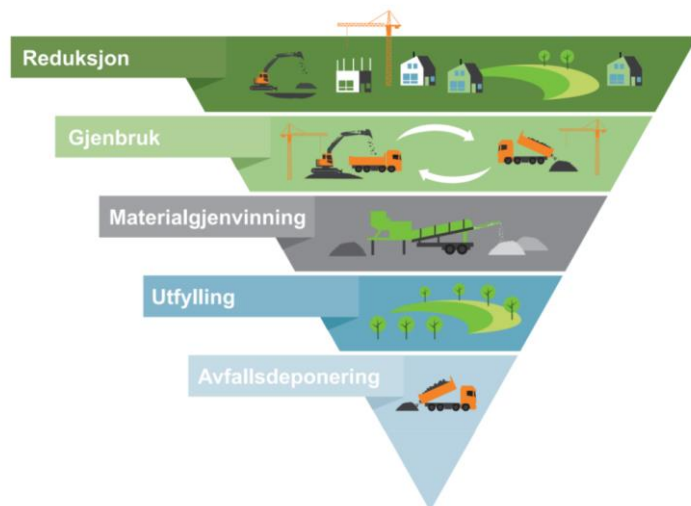 Reduksjon
Gjenbruk
Materialgjenvinning
Utfylling
Avfallsdeponering